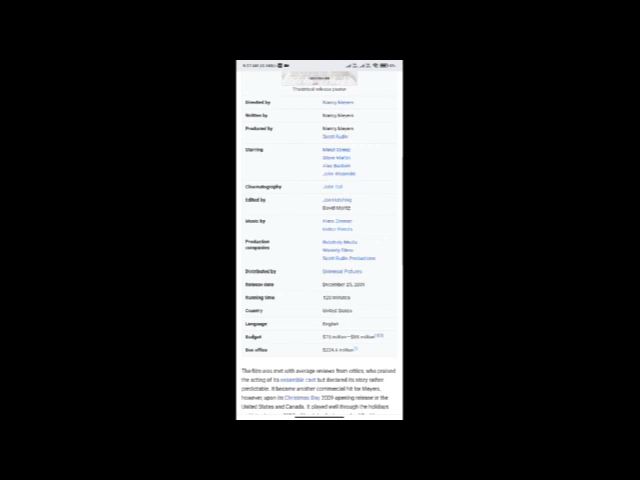 Theatrical release poster
Directed by Nancy Meyers
Written by Nancy Meyers
Produced by Nancy Meyers
Scott Rudin
Starring Meryl Streep
Steve Martin
Alec Baldwin
John Krasinski
Cinematography John Toll
Edited by Joe Hutshing
David Moritz
Music by Hans Zimmer
Heitor Pereira
Production companies Relativity Media
Waverly Films
Scott Rudin Productions
Distributed by Universal Pictures
Release date December 25, 2009
Running time 120 minutes
Country United States
Language English
Budget
Box office
The film was met with average reviews from critics, who praised
the acting of its ensemble cast but declared its story rather
predictable. It became another commercial hit for Meyers,
however, upon its Christmas Day 2009 opening release in the
United States and Canada. It played well through the holidays